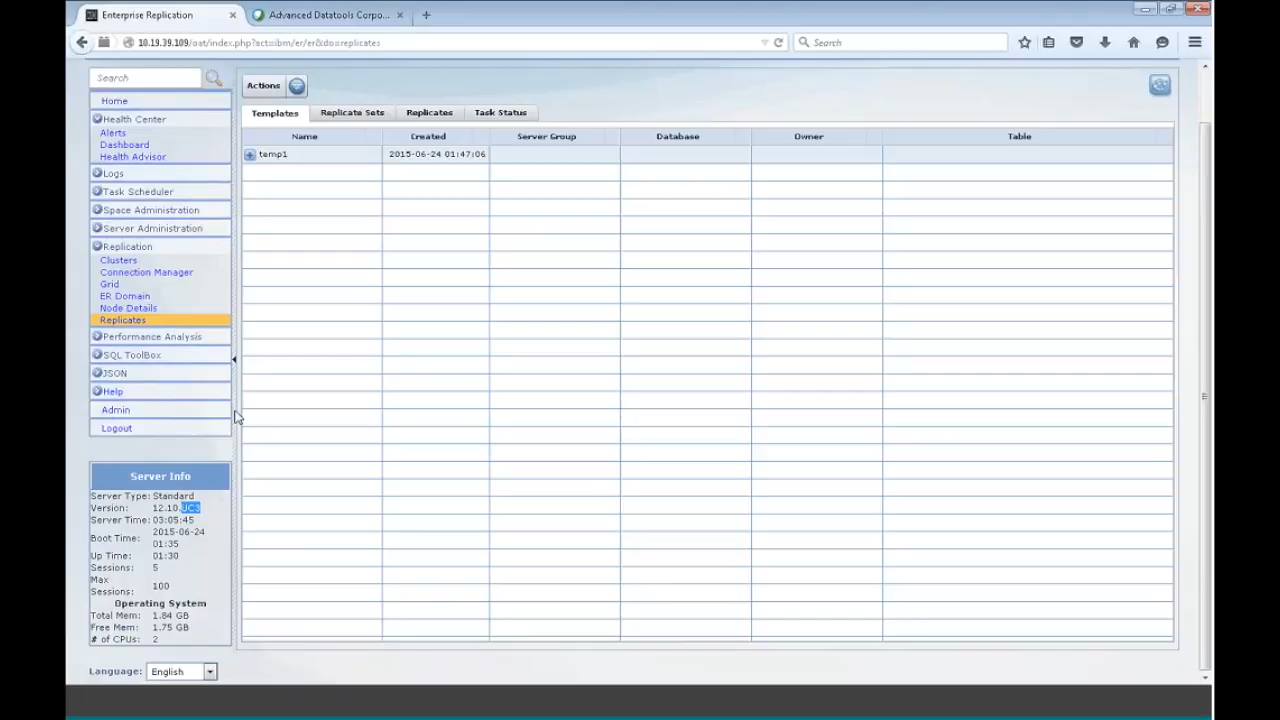 Enterprise Replication
Advanced Datatools Corpo...
10.19.39.109/oat/index.php?act=ibm/er/er&do=replicates
Search
Search
Home
Health Center
Alerts
Dashboard
Health Advisor
Logs
Task Scheduler
Space Administration
Server Administration
Replication
Clusters
Connection Manager
Grid
ER Domain
Node Details
Replicates
Performance Analysis
SQL ToolBox
JSON
Help
Admin
Logout
Server Info
Server Type: Standard
Version: 12.10.UC3
Server Time: 03:05:45
Boot Time: 2015-06-24 01:35
Up Time: 01:30
Sessions: 5
Max Sessions: 100
Operating System
Total Mem: 1.84 GB
Free Mem: 1.75 GB
# of CPUs: 2
Language: English
Actions
Templates Replicate Sets Replicates Task Status
Name Created Server Group Database Owner Table
temp1 2015-06-24 01:47:06